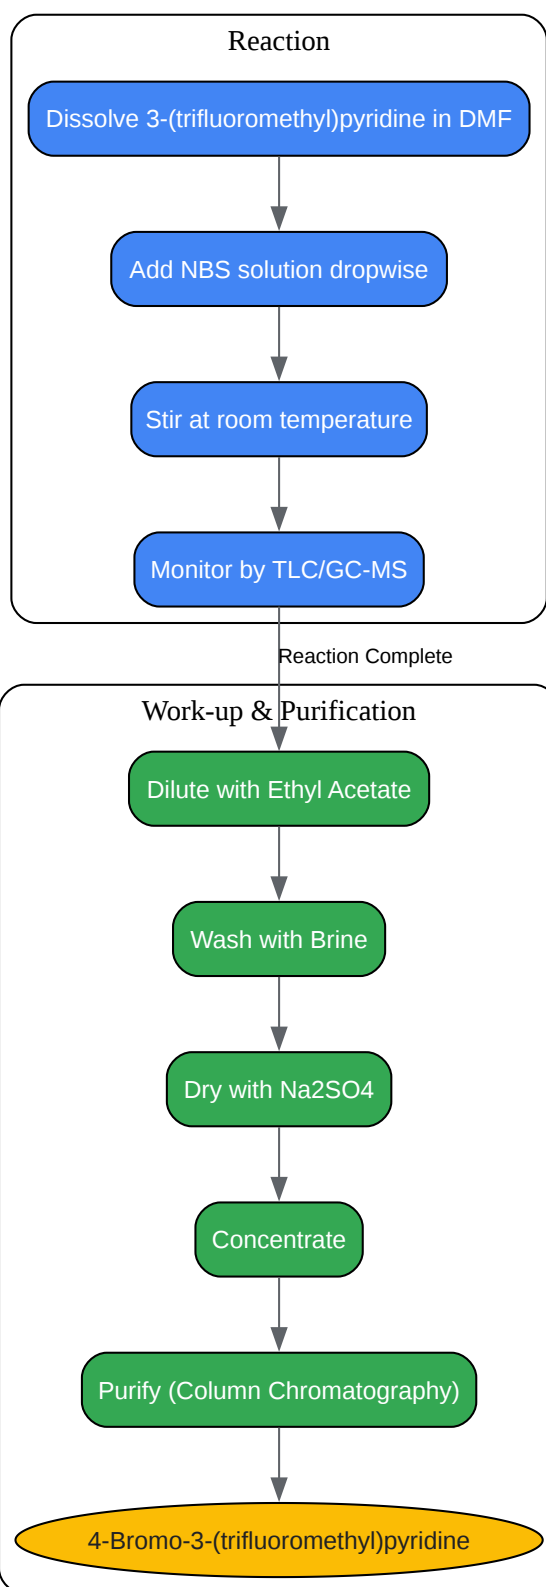 Reaction
Dissolve 3-(trifluoromethyl)pyridine in DMF
Add NBS solution dropwise
Stir at room temperature
Monitor by TLC/GC-MS
Reaction Complete
Work-up & Purification
Dilute with Ethyl Acetate
Wash with Brine
Dry with Na2SO4
Concentrate
Purify (Column Chromatography)
4-Bromo-3-(trifluoromethyl)pyridine